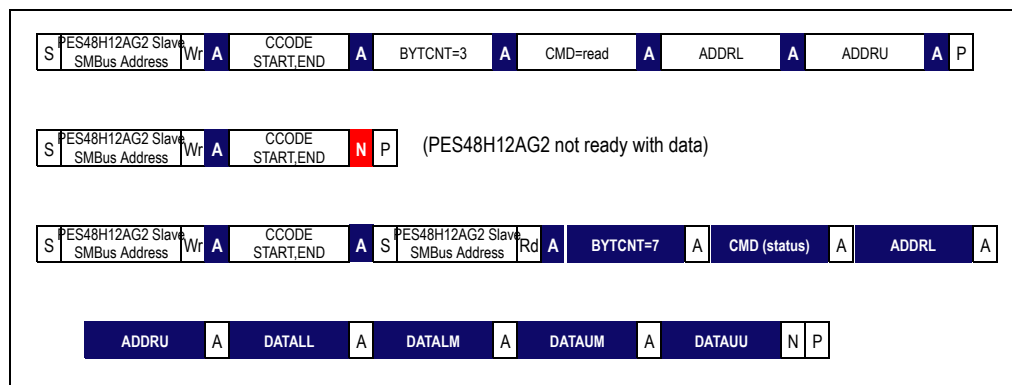 S PES48H12AG2 Slave SMBus Address Wr A CCODE START,END A BYTCNT=3 A CMD=read A ADDRL A ADDRU A P
S PES48H12AG2 Slave SMBus Address Wr A CCODE START,END N P (PES48H12AG2 not ready with data)
S PES48H12AG2 Slave SMBus Address Wr A CCODE START,END A S PES48H12AG2 Slave SMBus Address Rd A BYTCNT=7 A CMD (status) A ADDRL A
ADDRU A DATALL A DATALM A DATAUM A DATAUU N P